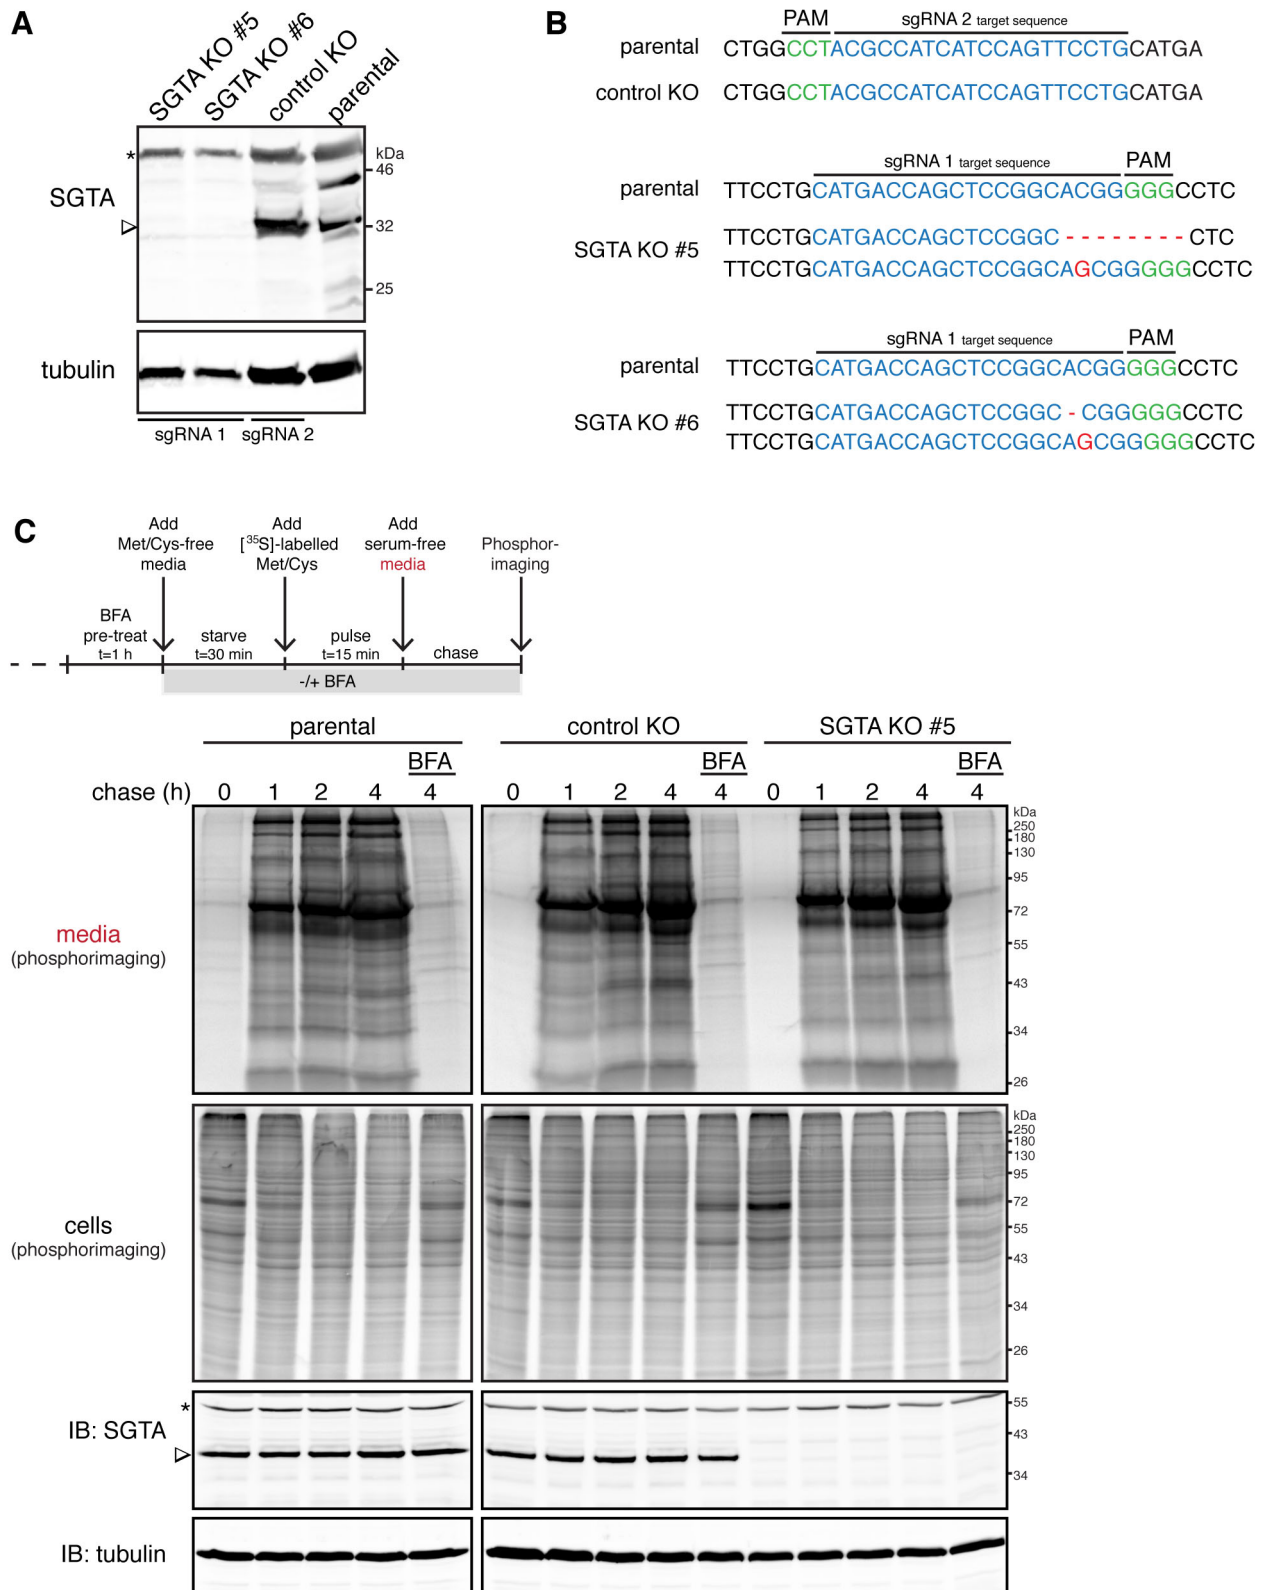 A
SGTA KO #5
SGTA KO #6
control KO
parental
*
kDa
46
SGTA
32
25
tubulin
sgRNA 1 sgRNA 2
B
PAM sgRNA 2 target sequence
parental CTGGCCTACGCCATCATCCAGTTCCTGCATGA
control KO CTGGCCTACGCCATCATCCAGTTCCTGCATGA
sgRNA 1 target sequence PAM
parental TTCCTGCATGACCAGCTCCGGCACGGGGGCCTC
SGTA KO #5
TTCCTGCATGACCAGCTCCGGC - - - - - - - - CTC
TTCCTGCATGACCAGCTCCGGCAGCGGGGGCCTC
sgRNA 1 target sequence PAM
parental TTCCTGCATGACCAGCTCCGGCACGGGGGCCTC
SGTA KO #6
TTCCTGCATGACCAGCTCCGGC - CGGGGGCCTC
TTCCTGCATGACCAGCTCCGGCAGCGGGGGCCTC
C
Add Met/Cys-free media
Add [35S]-labelled Met/Cys
Add serum-free media
Phosphor-imaging
BFA pre-treat t=1 h
starve t=30 min
pulse t=15 min
chase
-/+ BFA
parental control KO SGTA KO #5
BFA BFA BFA
chase (h) 0 1 2 4 4 0 1 2 4 4 0 1 2 4 4
media
(phosphorimaging)
kDa
250
180
130
95
72
55
43
34
26
cells
(phosphorimaging)
kDa
250
180
130
95
72
55
43
34
26
*
IB: SGTA
55
43
34
IB: tubulin